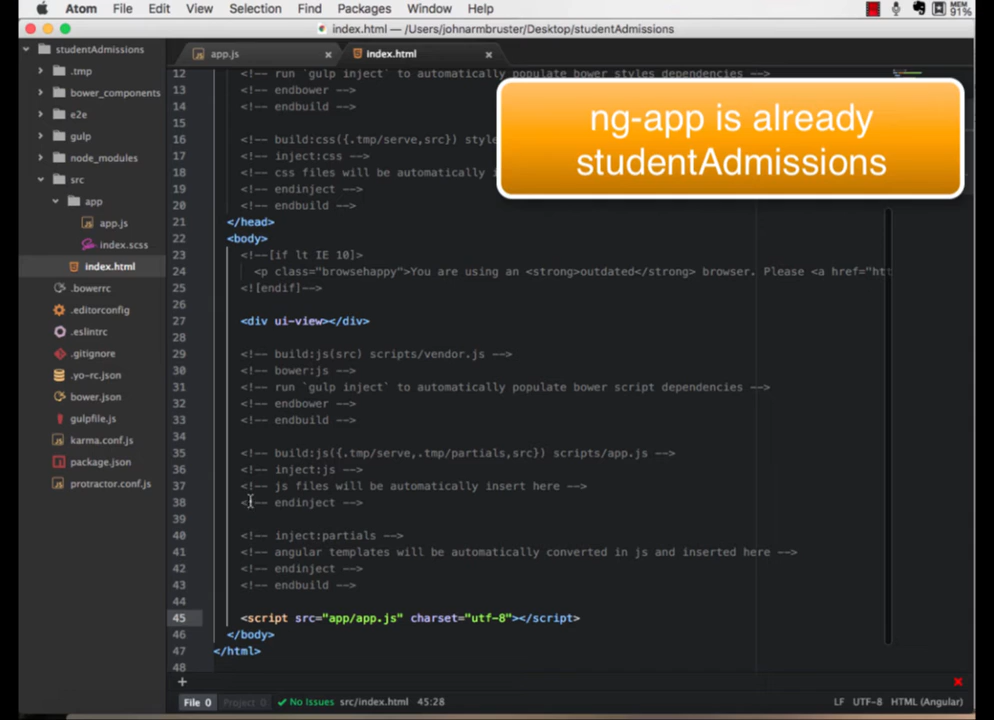 Atom File Edit View Selection Find Packages Window Help MEM 91%
index.html — /Users/johnarmbruster/Desktop/studentAdmissions
studentAdmissions
.tmp
bower_components
e2e
gulp
node_modules
src
app
app.js
index.scss
index.html
.bowerrc
.editorconfig
.eslintrc
.gitignore
.yo-rc.json
bower.json
gulpfile.js
karma.conf.js
package.json
protractor.conf.js
app.js × index.html ×
ng-app is already
studentAdmissions
12 <!-- run `gulp inject` to automatically populate bower styles dependencies -->
13 <!-- endbower -->
14 <!-- endbuild -->
15
16 <!-- build:css({.tmp/serve,src})
17 <!-- inject:css -->
18 <!-- css files will be automatically
19 <!-- endinject -->
20 <!-- endbuild -->
21 </head>
22 <body>
23 <!--[if lt IE 10]>
24 <p class="browsehappy">You are using an <strong>outdated</strong> browser. Please <a href="htt
25 <![endif]-->
26
27 <div ui-view></div>
28
29 <!-- build:js(src) scripts/vendor.js -->
30 <!-- bower:js -->
31 <!-- run `gulp inject` to automatically populate bower script dependencies -->
32 <!-- endbower -->
33 <!-- endbuild -->
34
35 <!-- build:js({.tmp/serve,.tmp/partials,src}) scripts/app.js -->
36 <!-- inject:js -->
37 <!-- js files will be automatically insert here -->
38 <!-- endinject -->
39
40 <!-- inject:partials -->
41 <!-- angular templates will be automatically converted in js and inserted here -->
42 <!-- endinject -->
43 <!-- endbuild -->
44
45 <script src="app/app.js" charset="utf-8"></script>
46 </body>
47 </html>
48
+
File 0 Project 0 ✓ No Issues src/index.html 45:28 LF UTF-8 HTML (Angular)